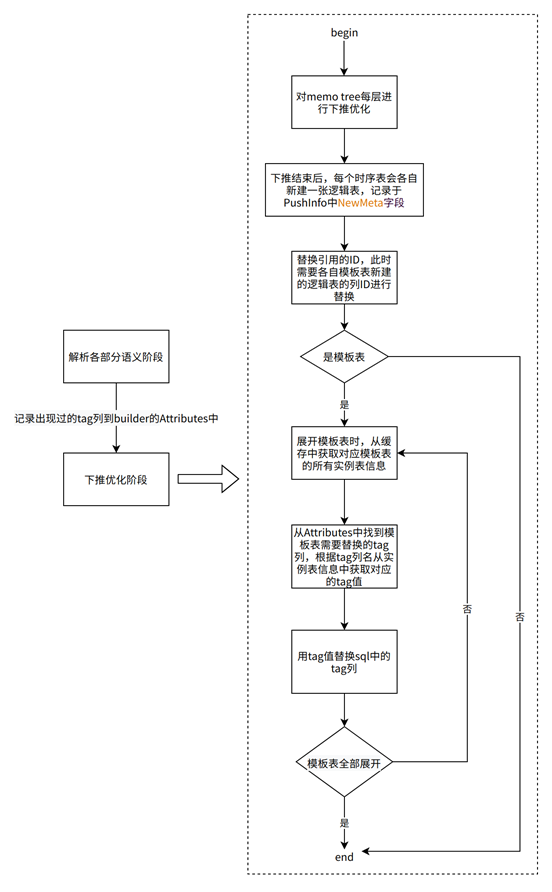 解析各部分语义阶段
记录出现过的tag列到builder的Attributes中
下推优化阶段
begin
对memo tree每层进
行下推优化
下推结束后，每个时序表会各自
新建一张逻辑表，记录于
PushInfo中NewMeta字段
替换引用的ID，此时
需要各自模板表新建
的逻辑表的列ID进行
替换
是模板表
是
否
展开模板表时，从缓
存中获取对应模板表
的所有实例表信息
从Attributes中找到模
板表需要替换的tag
列，根据tag列名从实
例表信息中获取对应
的tag值
用tag值替换sql中的
tag列
模板表全部展开
否
是
end